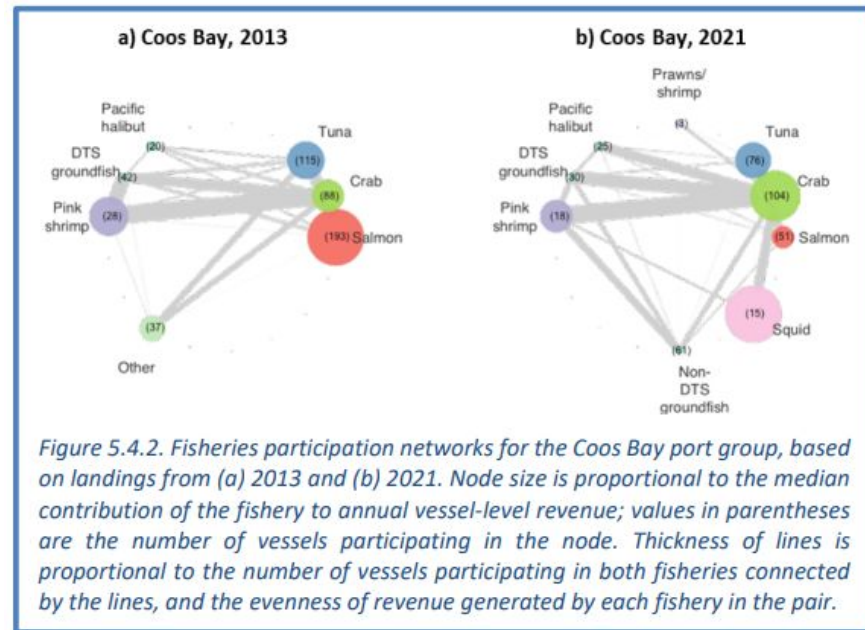 a) Coos Bay, 2013
Pacific
halibut
(20)
Tuna
(115)
DTS
groundfish
(42)
Crab
(88)
Pink
shrimp
(28)
(193)
Salmon
(37)
Other
b) Coos Bay, 2021
Prawns/
shrimp
(3)
Pacific
halibut
(25)
Tuna
(76)
DTS
groundfish
(30)
Crab
(104)
Pink
shrimp
(18)
(51)
Salmon
(15)
Squid
(61)
Non-
DTS
groundfish
Figure 5.4.2. Fisheries participation networks for the Coos Bay port group, based
on landings from (a) 2013 and (b) 2021. Node size is proportional to the median
contribution of the fishery to annual vessel-level revenue; values in parentheses
are the number of vessels participating in the node. Thickness of lines is
proportional to the number of vessels participating in both fisheries connected
by the lines, and the evenness of revenue generated by each fishery in the pair.